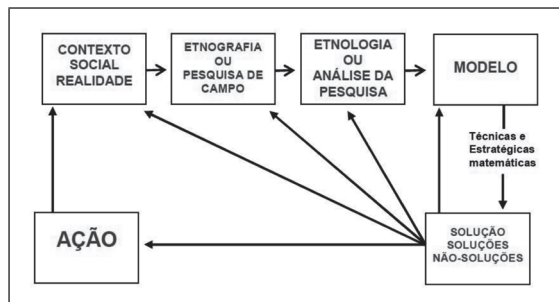 CONTEXTO
SOCIAL
REALIDADE
ETNOGRAFIA
OU
PESQUISA DE
CAMPO
ETNOLOGIA
OU
ANÁLISE DA
PESQUISA
MODELO
Técnicas e
Estratégicas
matemáticas
AÇÃO
SOLUÇÃO
SOLUÇÕES
NÃO-SOLUÇÕES